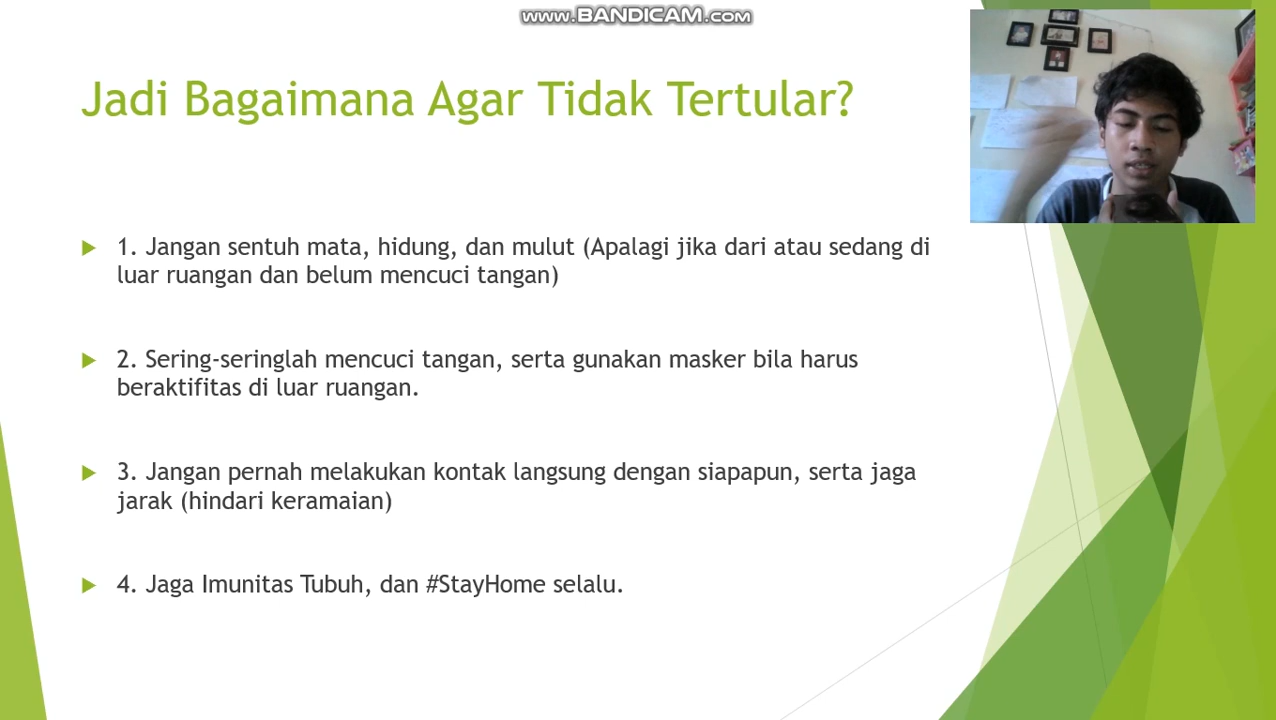 www.BANDICAM.com
Jadi Bagaimana Agar Tidak Tertular?
1. Jangan sentuh mata, hidung, dan mulut (Apalagi jika dari atau sedang di
luar ruangan dan belum mencuci tangan)
2. Sering-seringlah mencuci tangan, serta gunakan masker bila harus
beraktifitas di luar ruangan.
3. Jangan pernah melakukan kontak langsung dengan siapapun, serta jaga
jarak (hindari keramaian)
4. Jaga Imunitas Tubuh, dan #StayHome selalu.